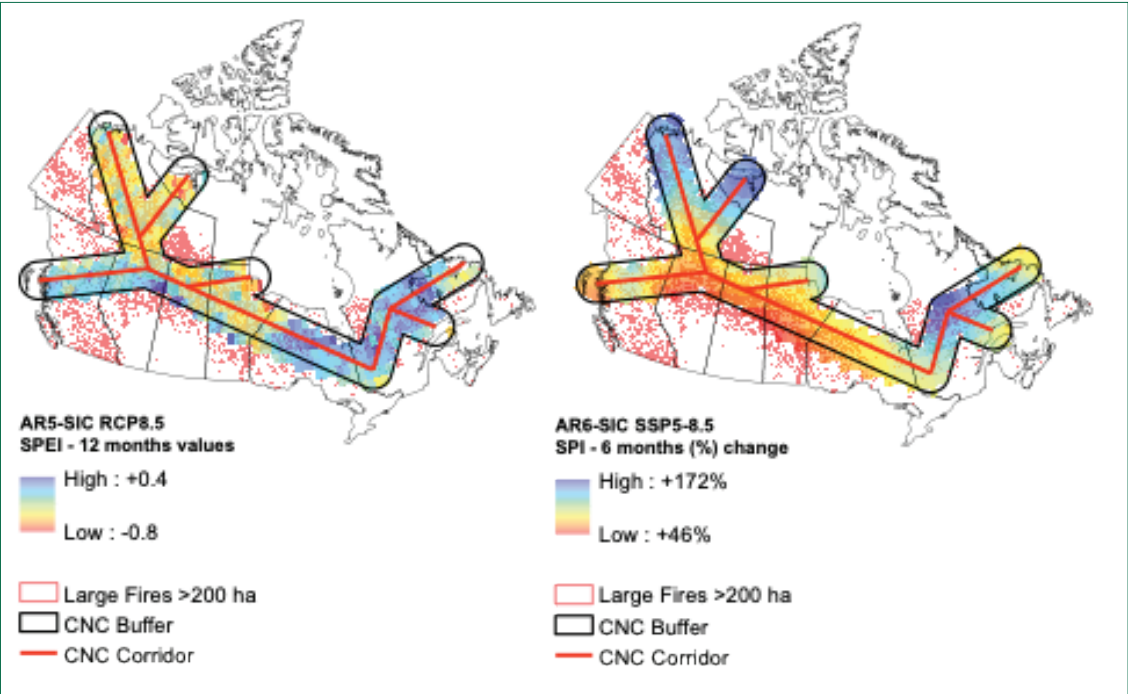 AR5-SIC RCP8.5
SPEI - 12 months values
High : +0.4
Low : -0.8
Large Fires >200 ha
CNC Buffer
CNC Corridor
AR6-SIC SSP5-8.5
SPI - 6 months (%) change
High : +172%
Low : +46%
Large Fires >200 ha
CNC Buffer
CNC Corridor